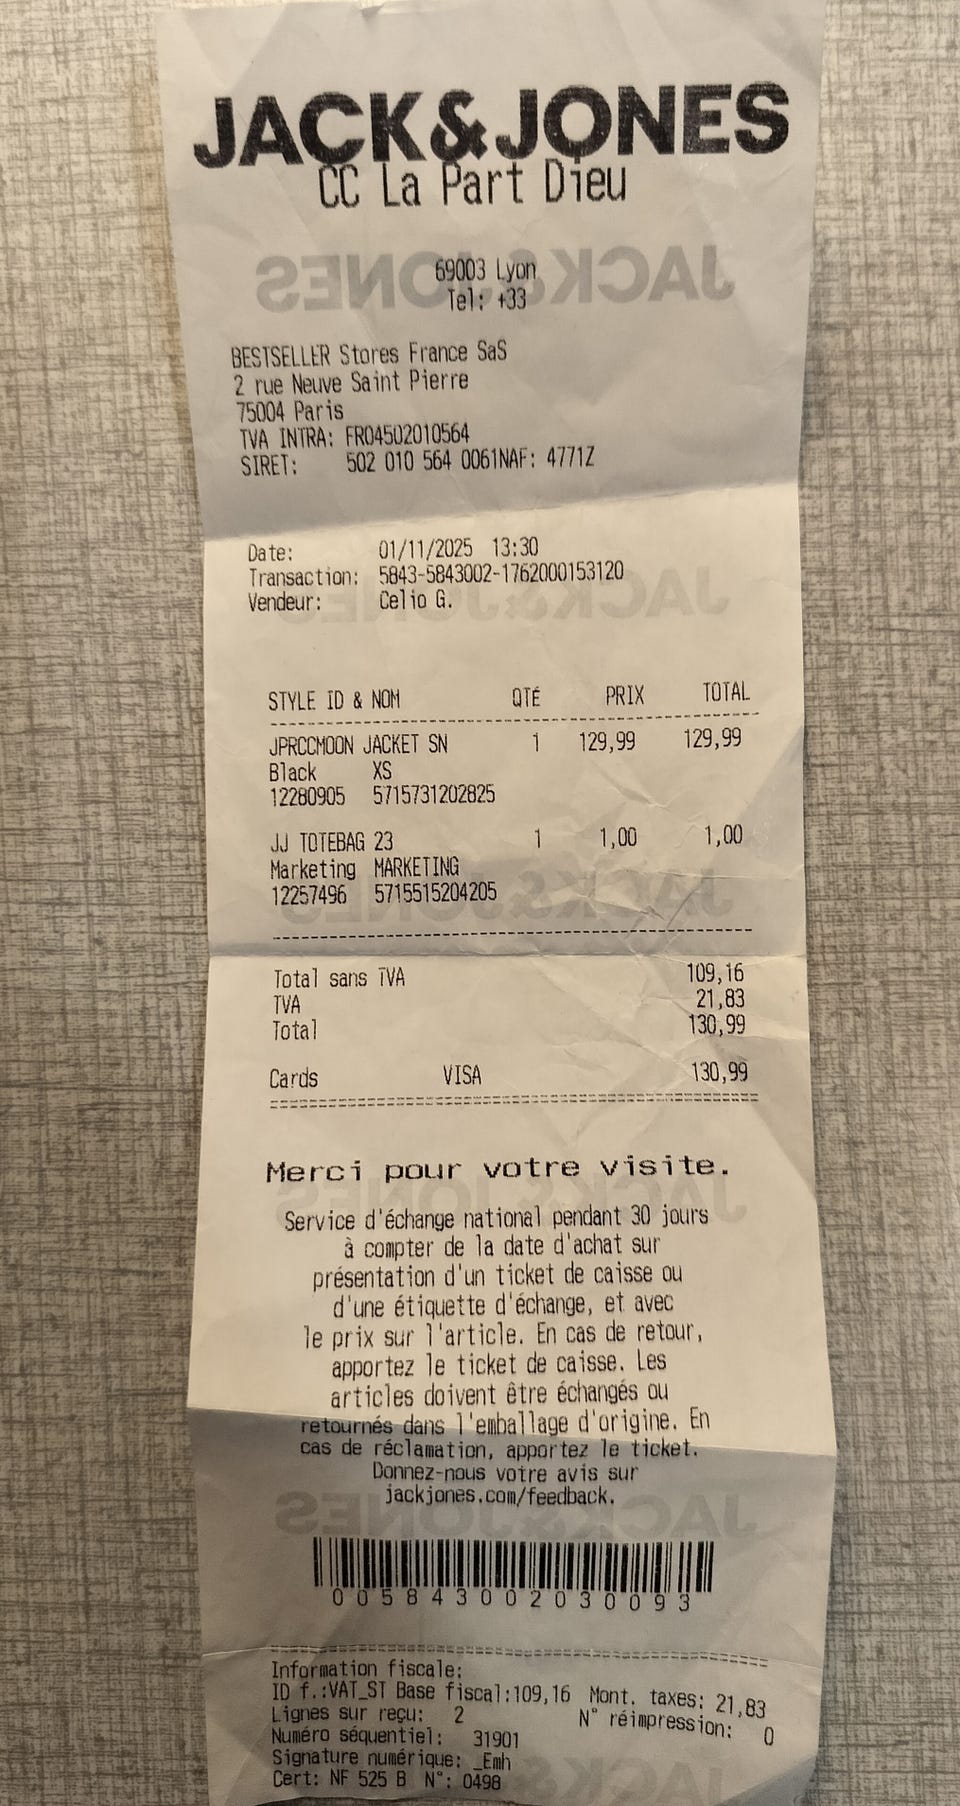 JACK&JONES
CC La Part Dieu
69003 Lyon
Tel: +33
BESTSELLER Stores France SaS
2 rue Neuve Saint Pierre
75004 Paris
TVA INTRA: FR04502010564
SIRET: 502 010 564 0061NAF: 4771Z
Date: 01/11/2025 13:30
Transaction: 5843-5843002-1762000153120
Vendeur: Celio G.
STYLE ID & NOM QTÉ PRIX TOTAL
JPRCCMOON JACKET SN 1 129,99 129,99
Black XS
12280905 5715731202825
JJ TOTEBAG 23 1 1,00 1,00
Marketing MARKETING
12257496 5715515204205
Total sans TVA 109,16
TVA 21,83
Total 130,99
Cards VISA 130,99
Merci pour votre visite.
Service d'échange national pendant 30 jours
à compter de la date d'achat sur
présentation d'un ticket de caisse ou
d'une étiquette d'échange, et avec
le prix sur l'article. En cas de retour,
apportez le ticket de caisse. Les
articles doivent être échangés ou
retournés dans l'emballage d'origine. En
cas de réclamation, apportez le ticket.
Donnez-nous votre avis sur
jackjones.com/feedback.
005843002030093
Information fiscale:
ID f.:VAT_ST Base fiscal:109,16 Mont. taxes: 21,83
Lignes sur reçu: 2 N° réimpression: 0
Numéro séquentiel: 31901
Signature numérique: _Emh
Cert: NF 525 B N°: 0498